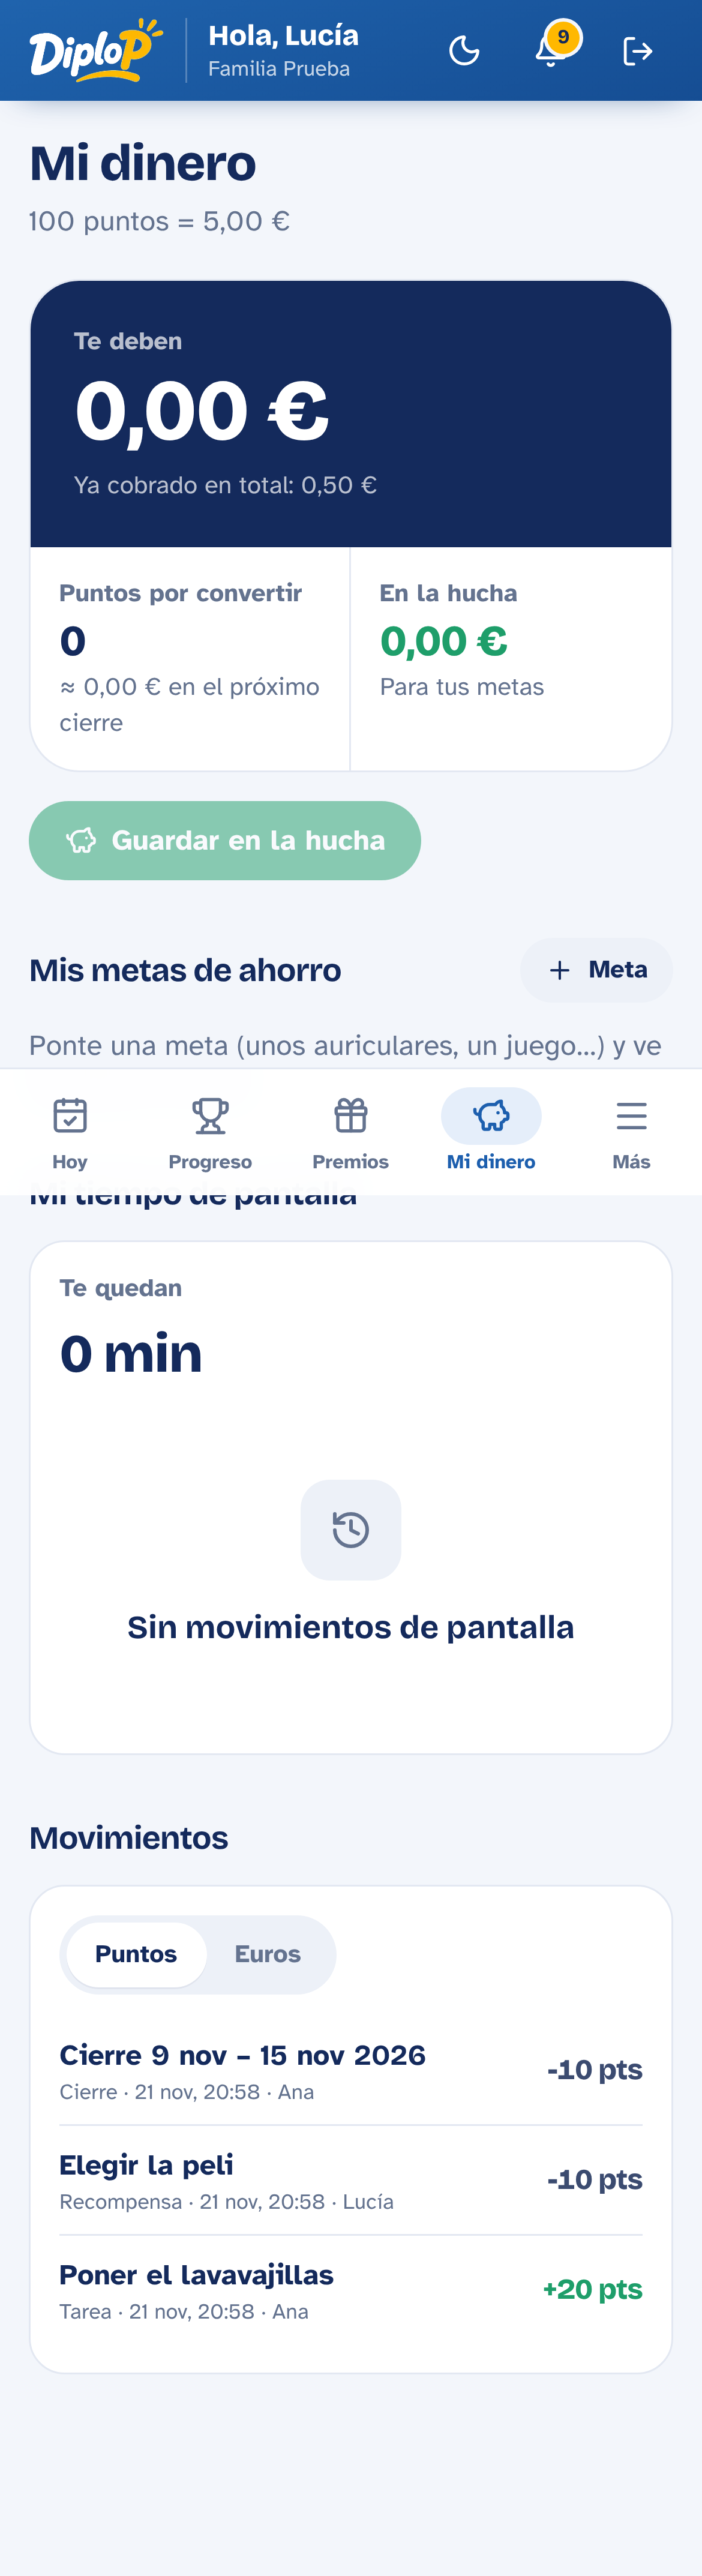 DiploP
Hola, Lucía
Familia Prueba
9
Mi dinero
100 puntos = 5,00 €
Te deben
0,00 €
Ya cobrado en total: 0,50 €
Puntos por convertir
0
≈ 0,00 € en el próximo
cierre
En la hucha
0,00 €
Para tus metas
Guardar en la hucha
Mis metas de ahorro
+ Meta
Ponte una meta (unos auriculares, un juego...) y ve
Hoy
Progreso
Premios
Mi dinero
Más
Mi tiempo de pantalla
Te quedan
0 min
Sin movimientos de pantalla
Movimientos
Puntos
Euros
Cierre 9 nov – 15 nov 2026
-10 pts
Cierre · 21 nov, 20:58 · Ana
Elegir la peli
-10 pts
Recompensa · 21 nov, 20:58 · Lucía
Poner el lavavajillas
+20 pts
Tarea · 21 nov, 20:58 · Ana